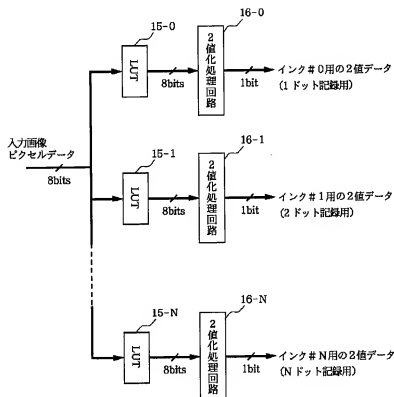 15-0
16-0
LUT
8bits
2値化処理回路
1bit
インク#0用の2値データ
(1ドット記録用)
入力画像
ピクセルデータ
8bits
15-1
16-1
LUT
8bits
2値化処理回路
1bit
インク#1用の2値データ
(2ドット記録用)
15-N
16-N
LUT
8bits
2値化処理回路
1bit
インク#N用の2値データ
(Nドット記録用)